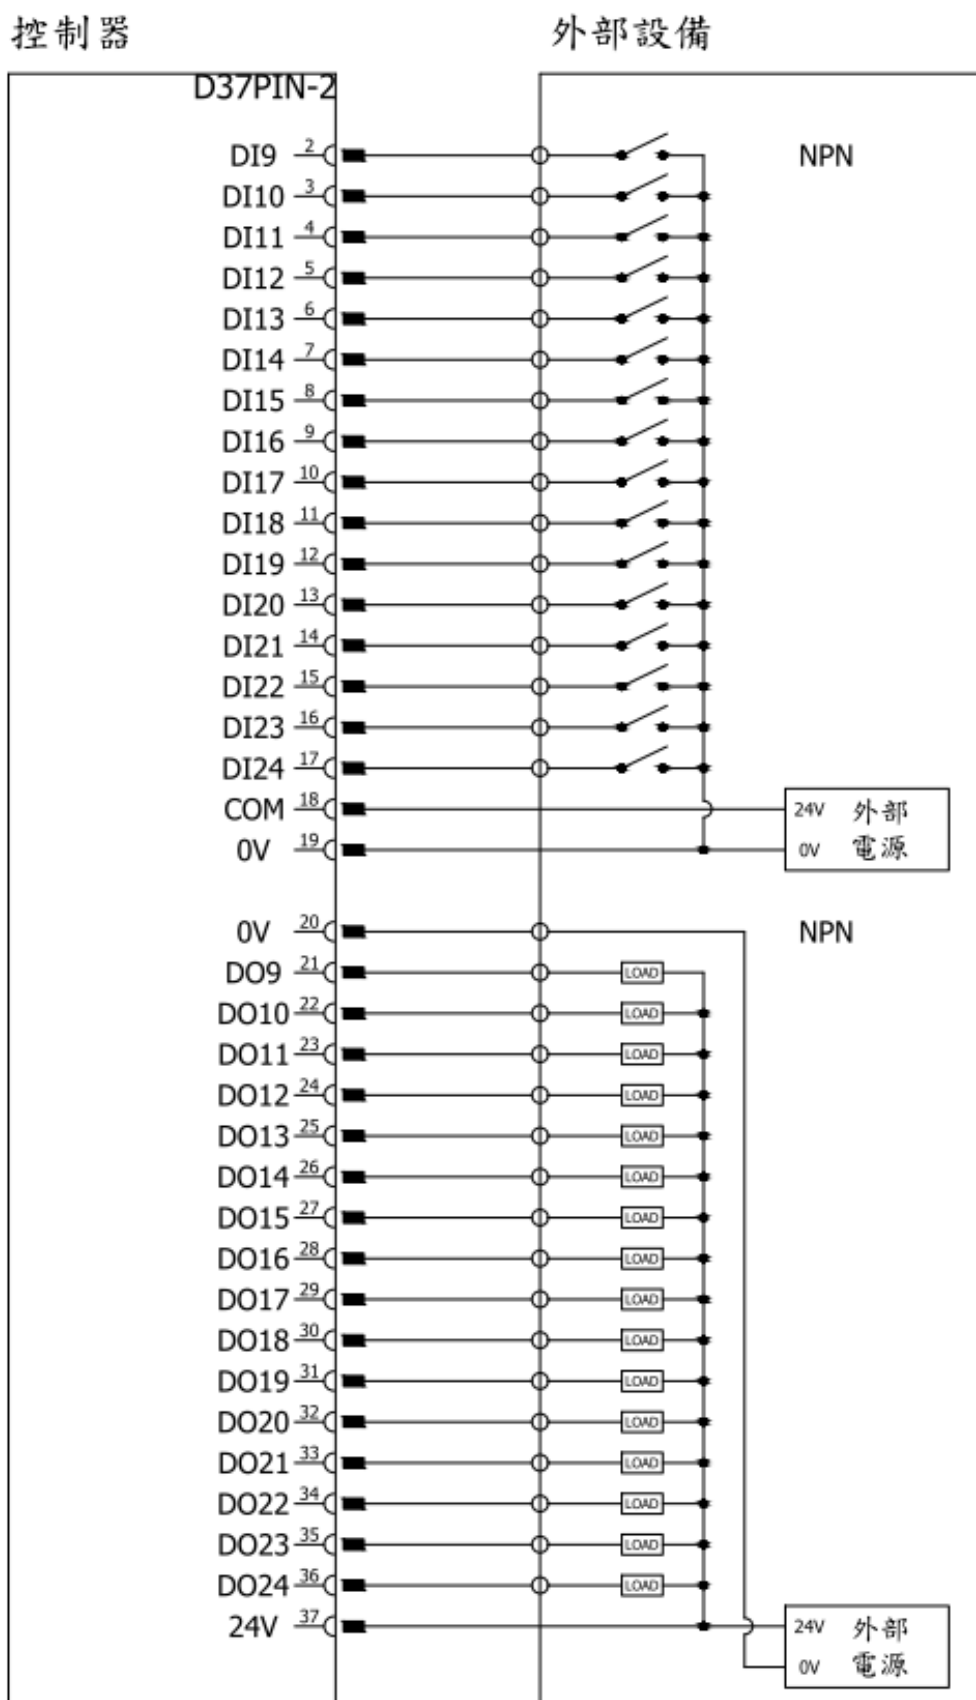 控制器 外部設備
D37PIN-2
DI9 2 NPN
DI10 3
DI11 4
DI12 5
DI13 6
DI14 7
DI15 8
DI16 9
DI17 10
DI18 11
DI19 12
DI20 13
DI21 14
DI22 15
DI23 16
DI24 17
COM 18 24V 外部
0V 19 0V 電源
0V 20 NPN
DO9 21 LOAD
DO10 22 LOAD
DO11 23 LOAD
DO12 24 LOAD
DO13 25 LOAD
DO14 26 LOAD
DO15 27 LOAD
DO16 28 LOAD
DO17 29 LOAD
DO18 30 LOAD
DO19 31 LOAD
DO20 32 LOAD
DO21 33 LOAD
DO22 34 LOAD
DO23 35 LOAD
DO24 36 LOAD
24V 37 24V 外部
0V 電源